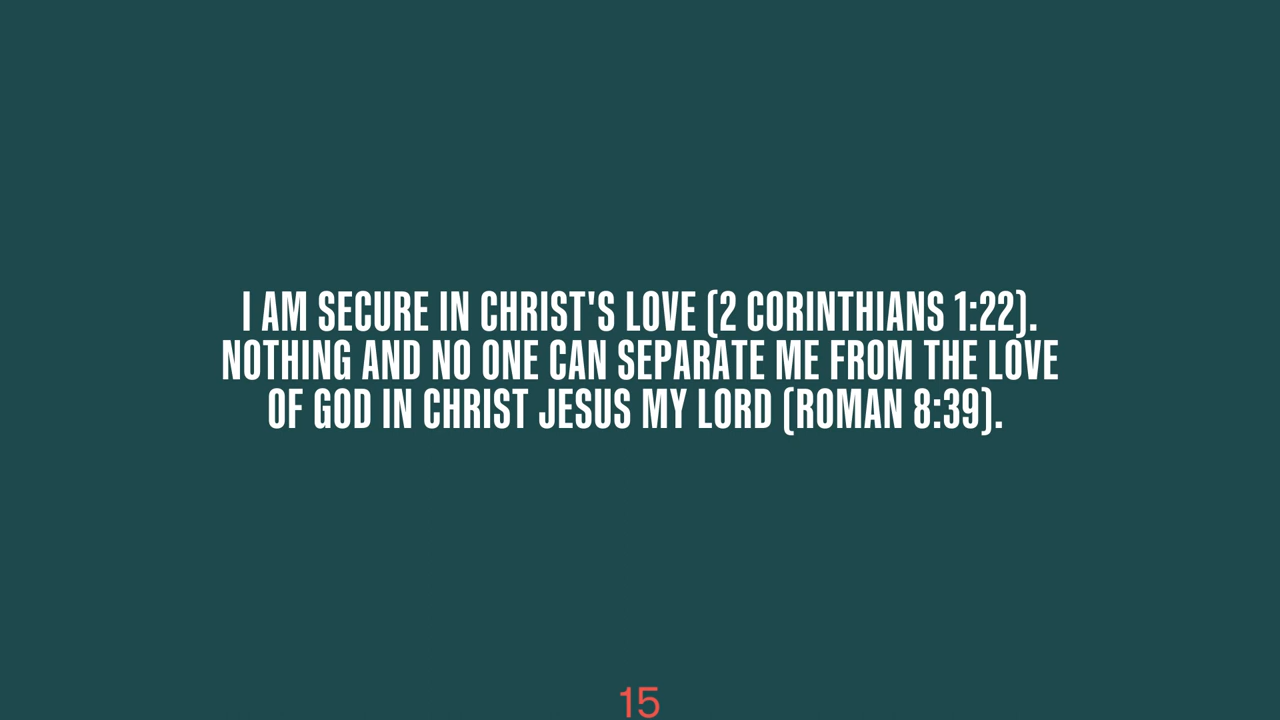 I AM SECURE IN CHRIST'S LOVE (2 CORINTHIANS 1:22).
NOTHING AND NO ONE CAN SEPARATE ME FROM THE LOVE
OF GOD IN CHRIST JESUS MY LORD (ROMAN 8:39).
15